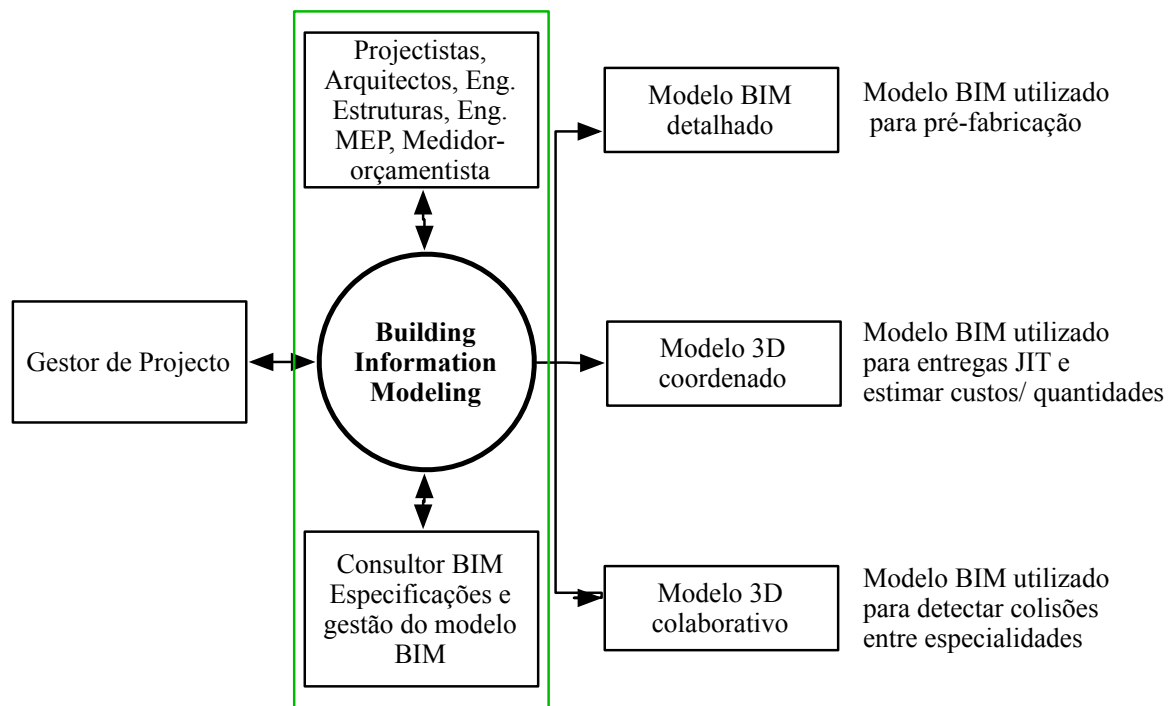 Projectistas,
Arquitectos, Eng.
Estruturas, Eng.
MEP, Medidor-
orçamentista
Modelo BIM
detalhado
Modelo BIM utilizado
para pré-fabricação
Gestor de Projecto
Building
Information
Modeling
Modelo 3D
coordenado
Modelo BIM utilizado
para entregas JIT e
estimar custos/ quantidades
Consultor BIM
Especificações e
gestão do modelo
BIM
Modelo 3D
colaborativo
Modelo BIM utilizado
para detectar colisões
entre especialidades